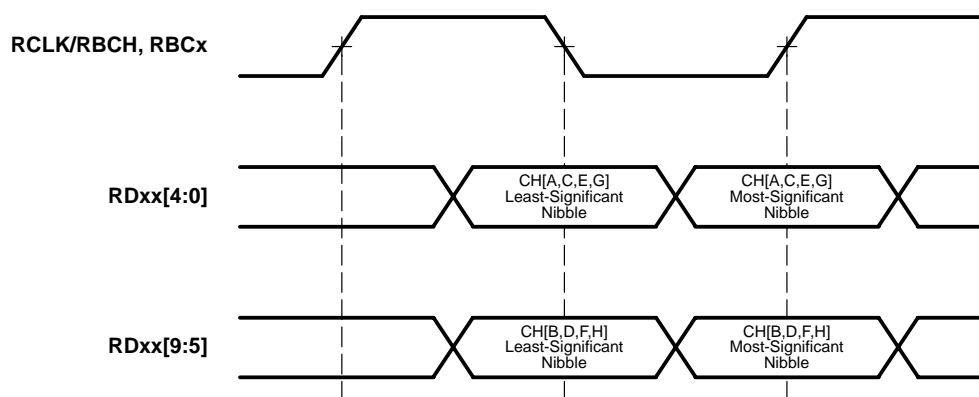 RCLK/RBCH, RBCx
RDxx[4:0]
CH[A,C,E,G]
Least-Significant
Nibble
CH[A,C,E,G]
Most-Significant
Nibble
RDxx[9:5]
CH[B,D,F,H]
Least-Significant
Nibble
CH[B,D,F,H]
Most-Significant
Nibble